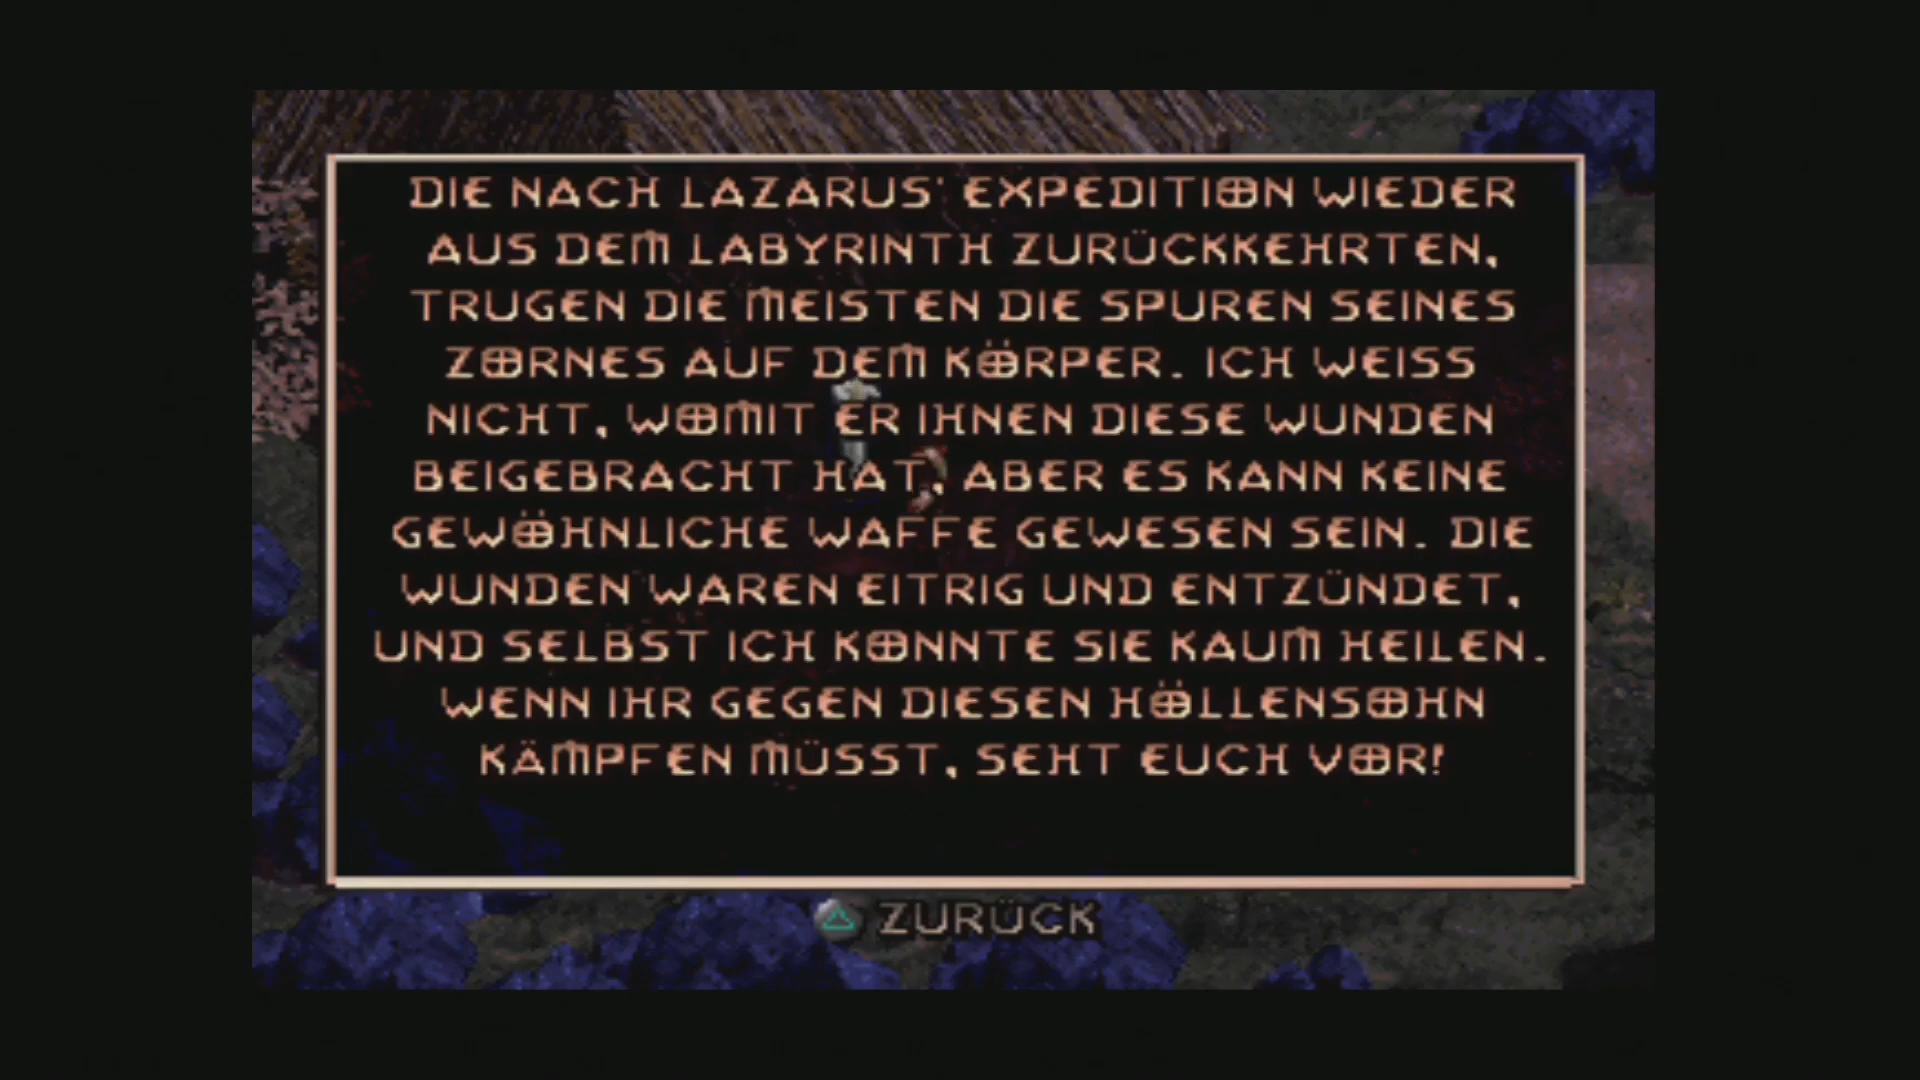 DIE NACH LAZARUS' EXPEDITION WIEDER
AUS DEM LABYRINTH ZURÜCKKEHRTEN,
TRUGEN DIE MEISTEN DIE SPUREN SEINES
ZORNES AUF DEM KÖRPER. ICH WEISS
NICHT, WOMIT ER IHNEN DIESE WUNDEN
BEIGEBRACHT HAT, ABER ES KANN KEINE
GEWÖHNLICHE WAFFE GEWESEN SEIN. DIE
WUNDEN WAREN EITRIG UND ENTZÜNDET,
UND SELBST ICH KONNTE SIE KAUM HEILEN.
WENN IHR GEGEN DIESEN HÖLLENSOHN
KÄMPFEN MÜSST, SEHT EUCH VOR!
ZURÜCK